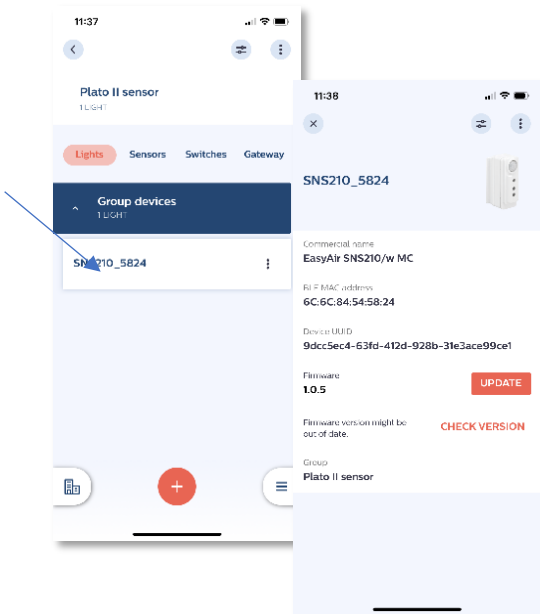 11:37
Plato II sensor
1 LIGHT
Lights Sensors Switches Gateway
Group devices
1 LIGHT
SNS210_5824
11:38
SNS210_5824
Commercial name
EasyAir SNS210/w MC
BLE MAC address
6C:6C:84:54:58:24
Device UUID
9dcc5ec4-63fd-412d-928b-31e3ace99ce1
Firmware
1.0.5
UPDATE
Firmware version might be
out of date.
CHECK VERSION
Group
Plato II sensor